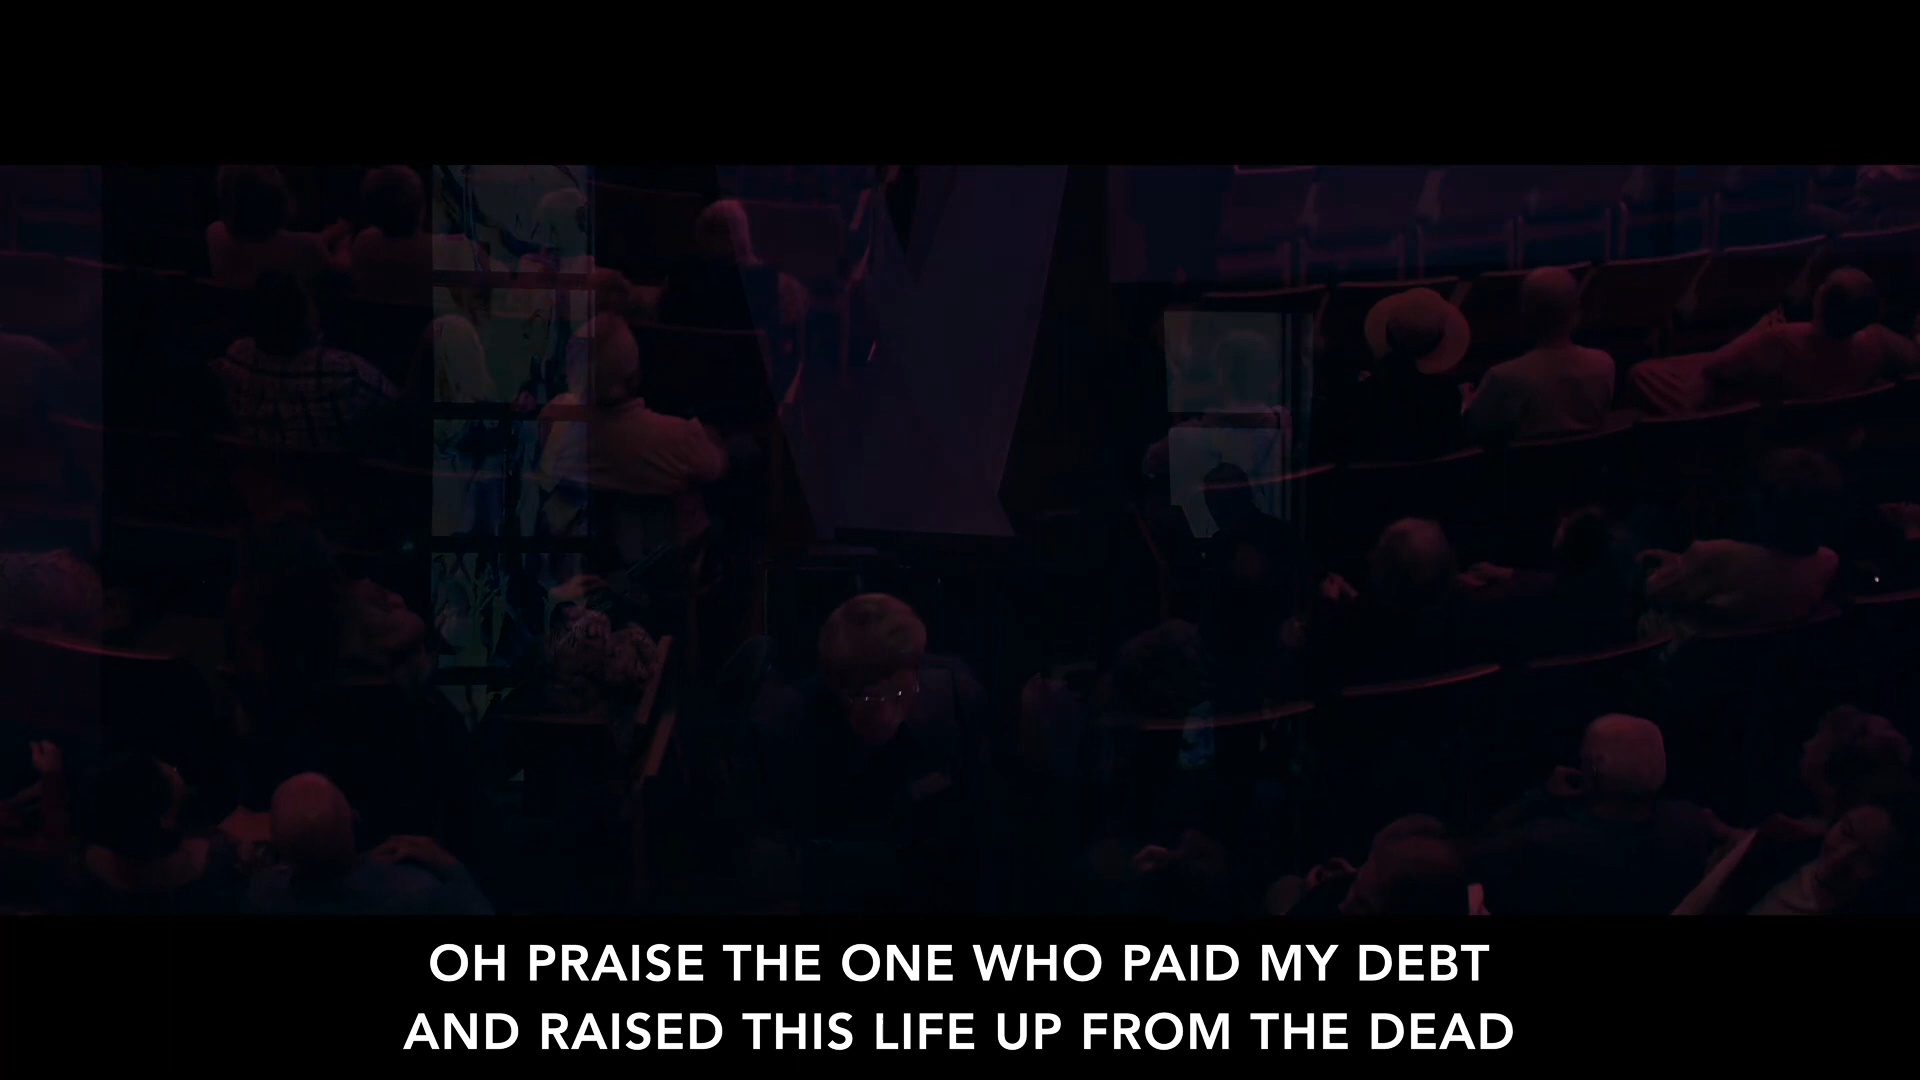 OH PRAISE THE ONE WHO PAID MY DEBT
AND RAISED THIS LIFE UP FROM THE DEAD